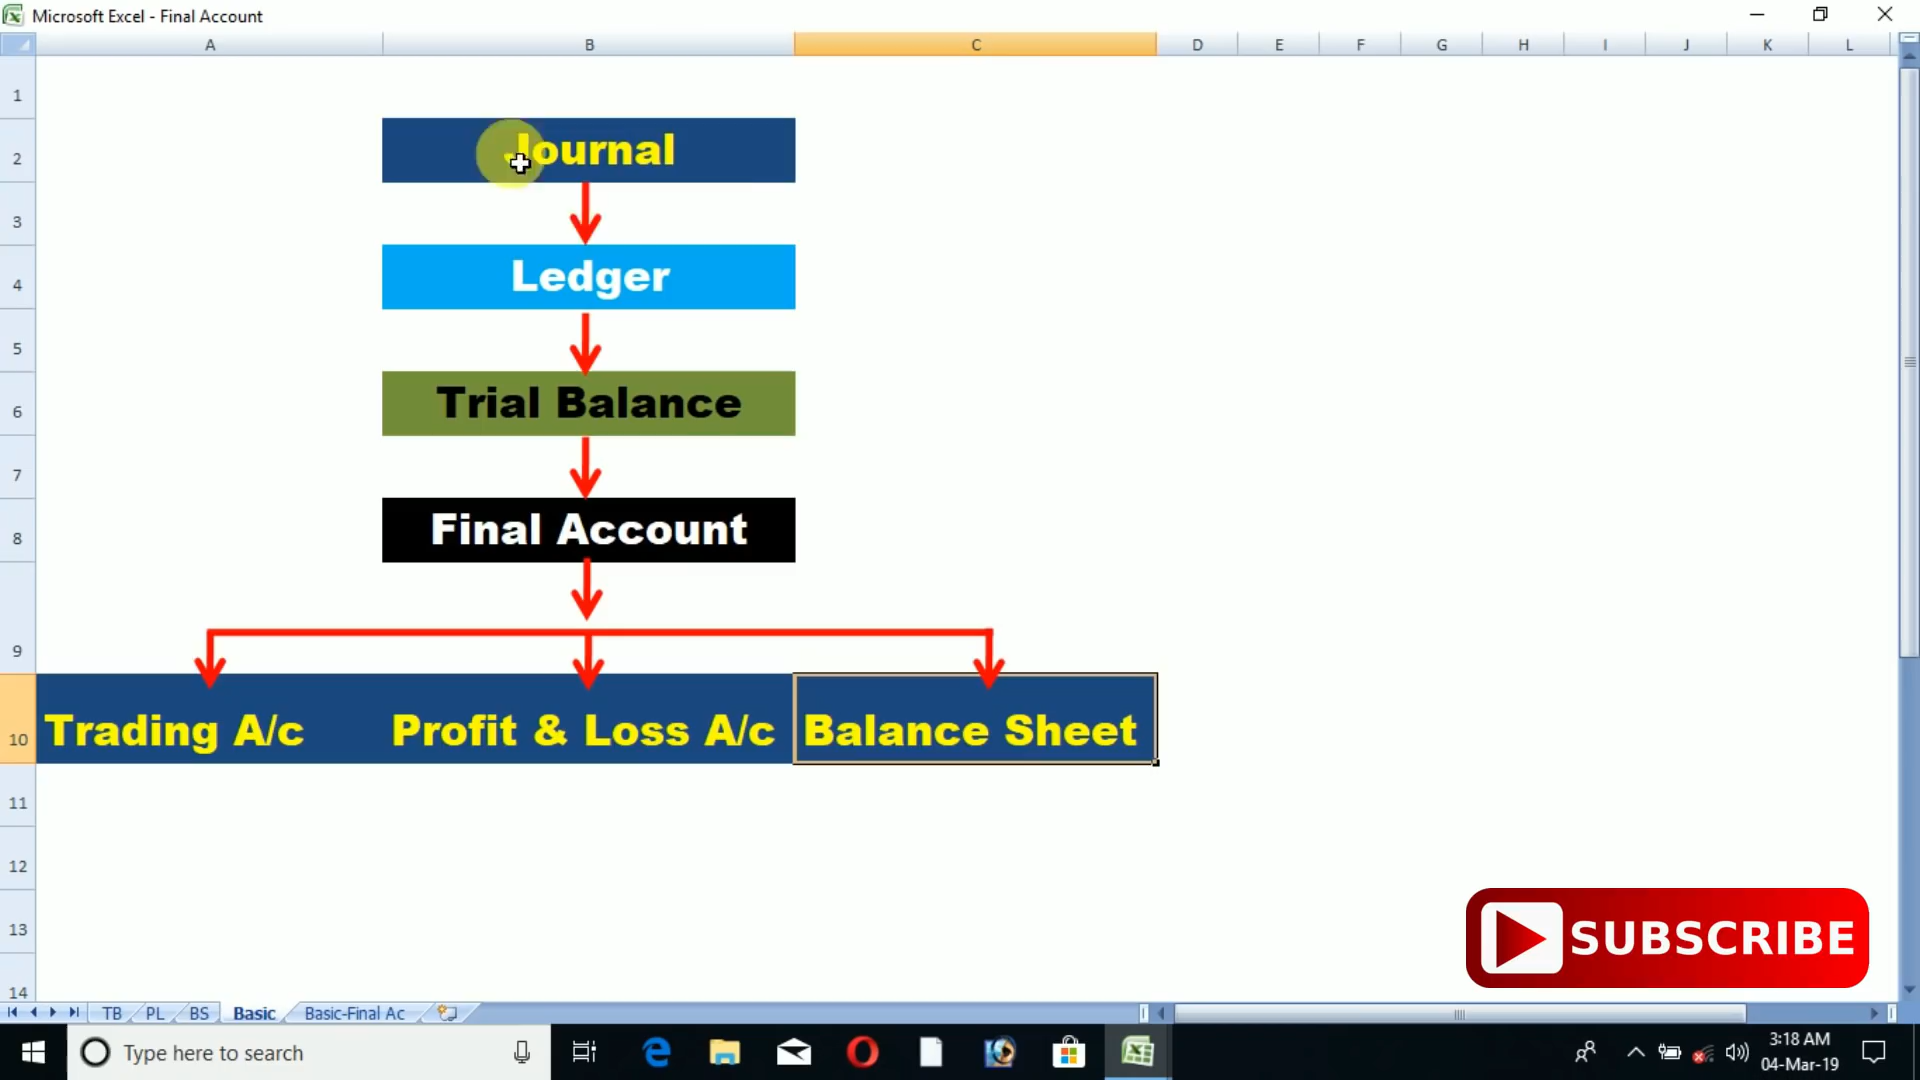 Microsoft Excel - Final Account
A B C D E F G H I J K L
1
2 Journal
3
4 Ledger
5
6 Trial Balance
7
8 Final Account
9
10 Trading A/c Profit & Loss A/c Balance Sheet
11
12
13
14
SUBSCRIBE
TB PL BS Basic Basic-Final Ac
Type here to search
3:18 AM
04-Mar-19